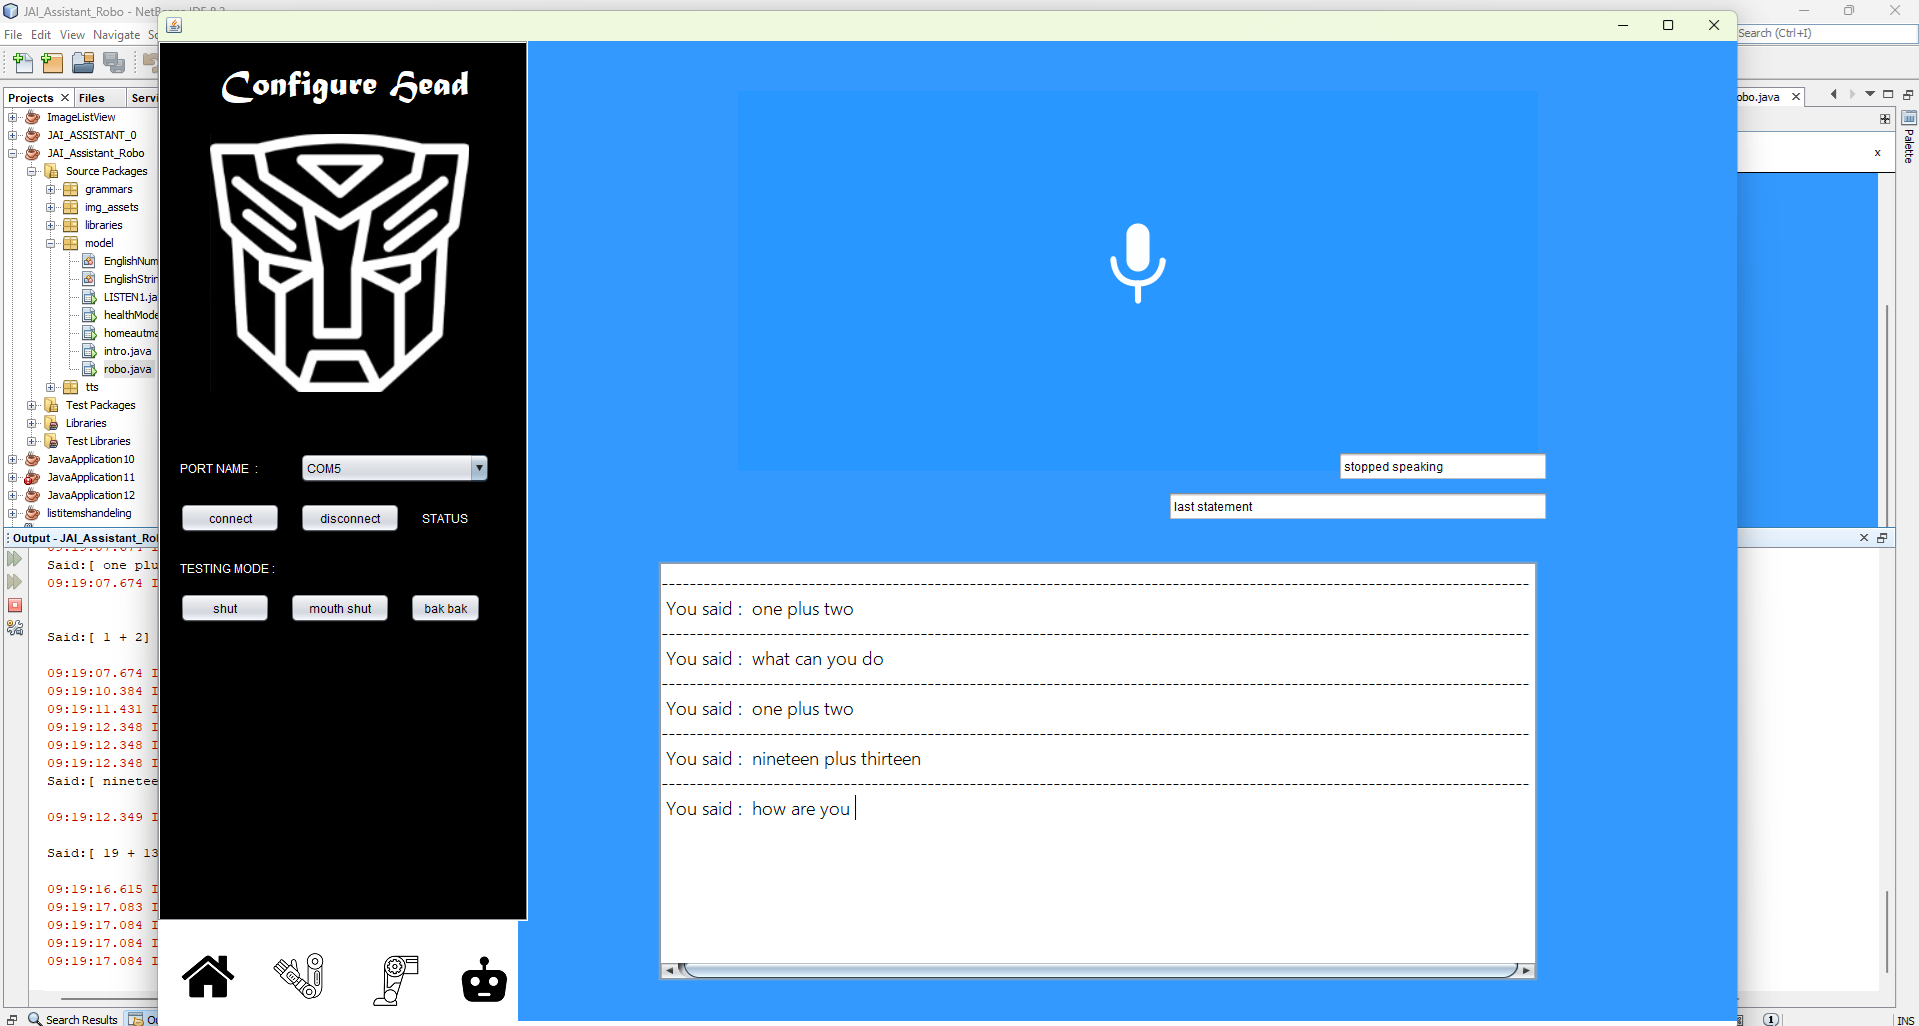 JAI_Assistant_Robo - NetBeans IDE 8.2
File Edit View Navigate
Search (Ctrl+I)
Projects Files
obo.java
Palette
ImageListView
JAI_ASSISTANT_0
JAI_Assistant_Robo
Source Packages
grammars
img_assets
libraries
model
EnglishNum
EnglishStrin
LISTEN1.ja
healthMode
homeautma
intro.java
robo.java
tts
Test Packages
Libraries
Test Libraries
JavaApplication10
JavaApplication11
JavaApplication12
listitemshandeling
Output - JAI_Assistant_Ro
Said:[ one plu
09:19:07.674 I
Said:[ 1 + 2]
09:19:07.674 I
09:19:10.384 I
09:19:11.431 I
09:19:12.348 I
09:19:12.348 I
09:19:12.348 I
Said:[ ninetee
09:19:12.349 I
Said:[ 19 + 13
09:19:16.615 I
09:19:17.083 I
09:19:17.084 I
09:19:17.084 I
09:19:17.084 I
Search Results
Configure Head
PORT NAME :
COM5
connect
disconnect
STATUS
TESTING MODE :
shut
mouth shut
bak bak
stopped speaking
last statement
You said : one plus two
You said : what can you do
You said : one plus two
You said : nineteen plus thirteen
You said : how are you
1
INS